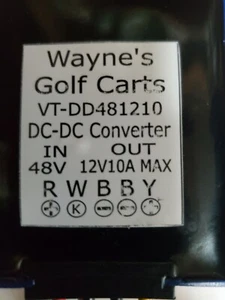 Wayne's
Golf Carts
VT-DD481210
DC-DC Converter
IN OUT
48V 12V10A MAX
R W B B Y
K